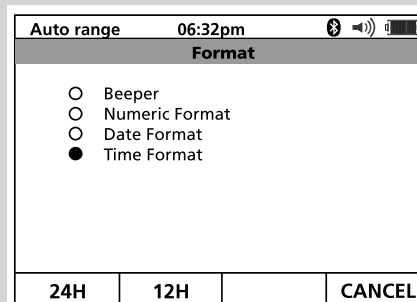 Auto range 06:32pm
Format
Beeper
Numeric Format
Date Format
Time Format
24H 12H CANCEL